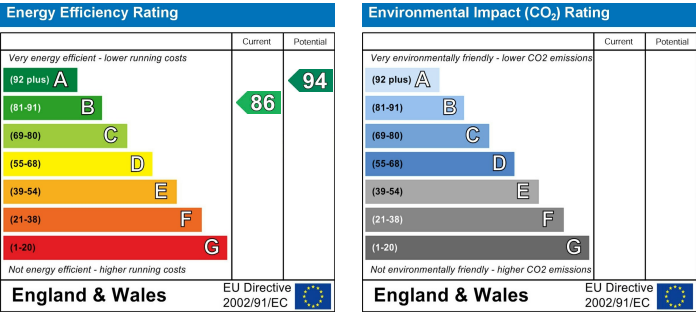 Energy Efficiency Rating
Current Potential
Very energy efficient - lower running costs
(92 plus) A
94
(81-91) B
86
(69-80) C
(55-68) D
(39-54) E
(21-38) F
(1-20) G
Not energy efficient - higher running costs
England & Wales
EU Directive
2002/91/EC
Environmental Impact (CO₂) Rating
Current Potential
Very environmentally friendly - lower CO2 emissions
(92 plus) A
(81-91) B
(69-80) C
(55-68) D
(39-54) E
(21-38) F
(1-20) G
Not environmentally friendly - higher CO2 emissions
England & Wales
EU Directive
2002/91/EC